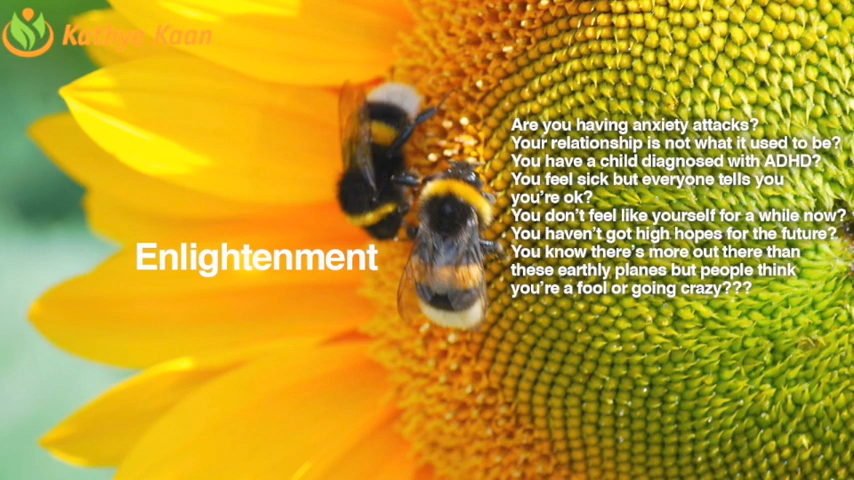 Kathye Kaan
Enlightenment
Are you having anxiety attacks?
Your relationship is not what it used to be?
You have a child diagnosed with ADHD?
You feel sick but everyone tells you
you're ok?
You don't feel like yourself for a while now?
You haven't got high hopes for the future?
You know there's more out there than
these earthly planes but people think
you're a fool or going crazy???